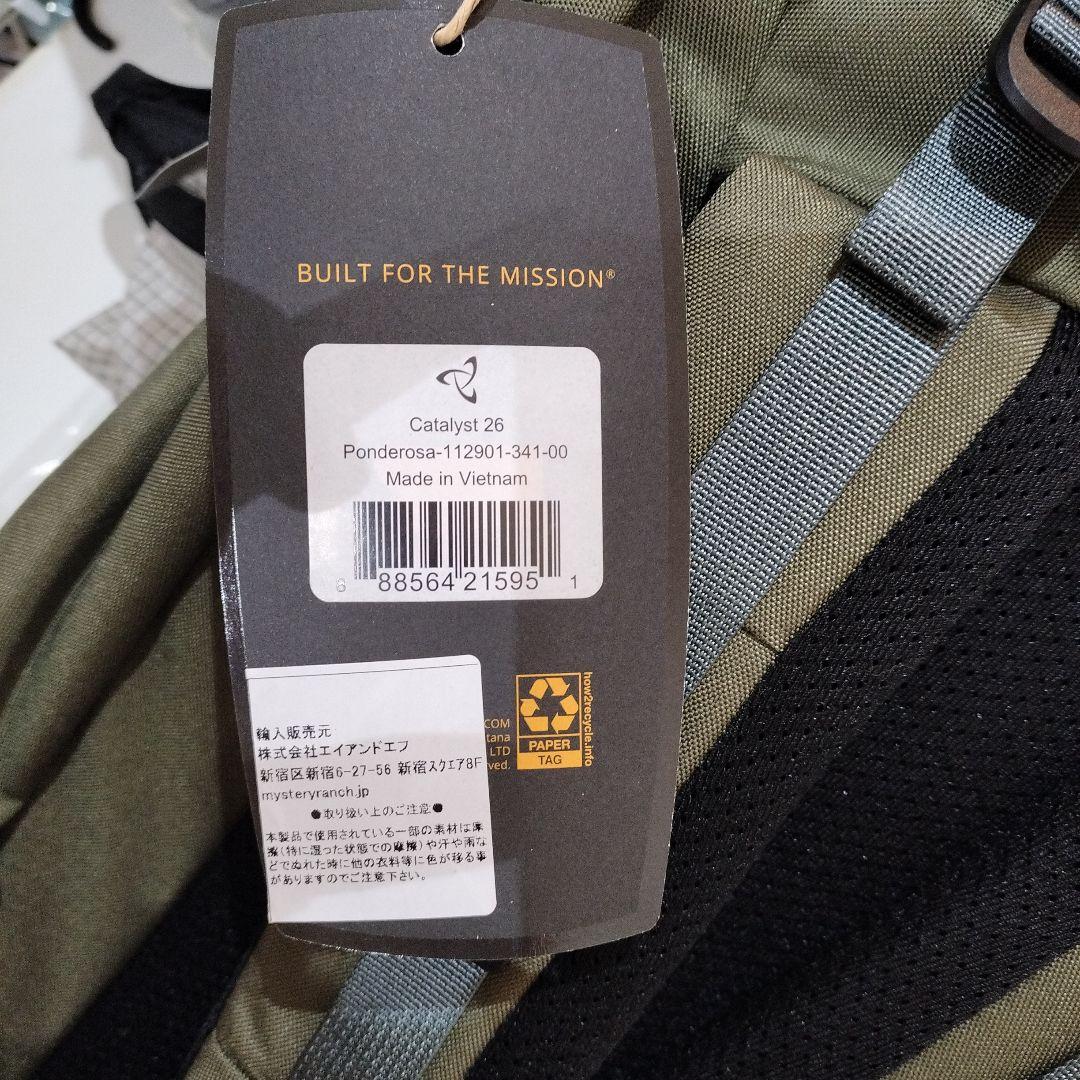 BUILT FOR THE MISSION®
Catalyst 26
Ponderosa-112901-341-00
Made in Vietnam
6 88564 21595 1
how2recycle.info
PAPER
TAG
COM
tana
LTD
ved.
輸入販売元
株式会社エイアンドエフ
新宿区新宿6-27-56 新宿スクエア8F
mysteryranch.jp
●取り扱い上のご注意●
本製品で使用されている一部の素材は摩
擦(特に湿った状態での摩擦)や汗や雨な
どでぬれた時に他の衣料等に色が移る事
がありますのでご注意下さい。